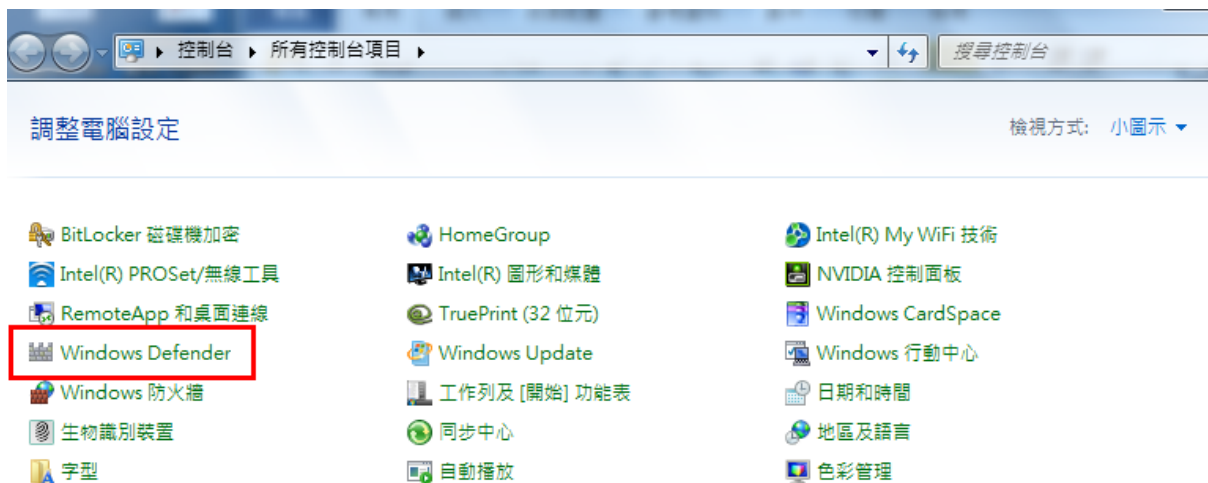 控制台 ▸ 所有控制台項目 ▸ 搜尋控制台
調整電腦設定 檢視方式: 小圖示
BitLocker 磁碟機加密 HomeGroup Intel(R) My WiFi 技術
Intel(R) PROSet/無線工具 Intel(R) 圖形和媒體 NVIDIA 控制面板
RemoteApp 和桌面連線 TruePrint (32 位元) Windows CardSpace
Windows Defender Windows Update Windows 行動中心
Windows 防火牆 工作列及 [開始] 功能表 日期和時間
生物識別裝置 同步中心 地區及語言
字型 自動播放 色彩管理